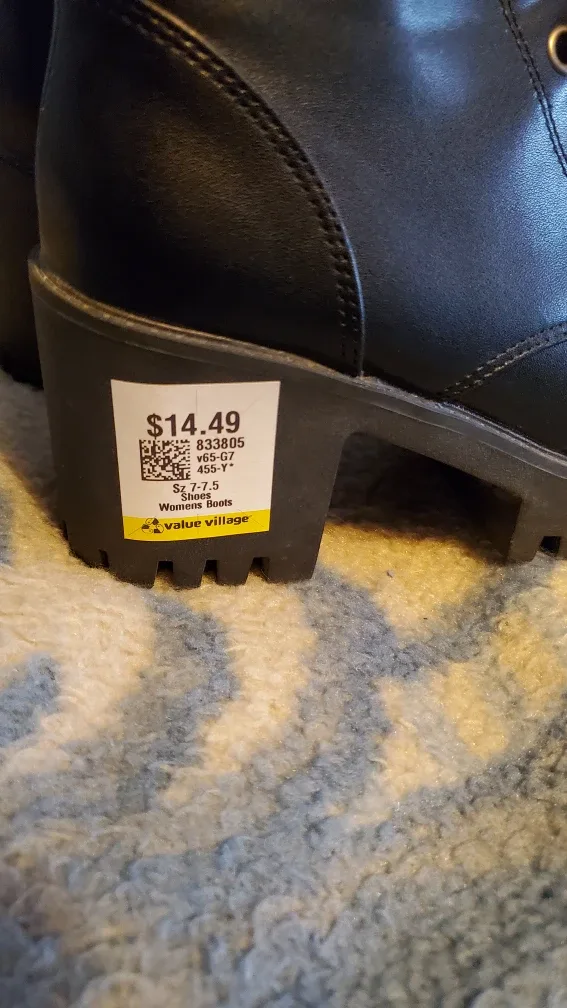 $14.49
833805
v65-G7
455-Y*
Sz 7-7.5
Shoes
Womens Boots
value village